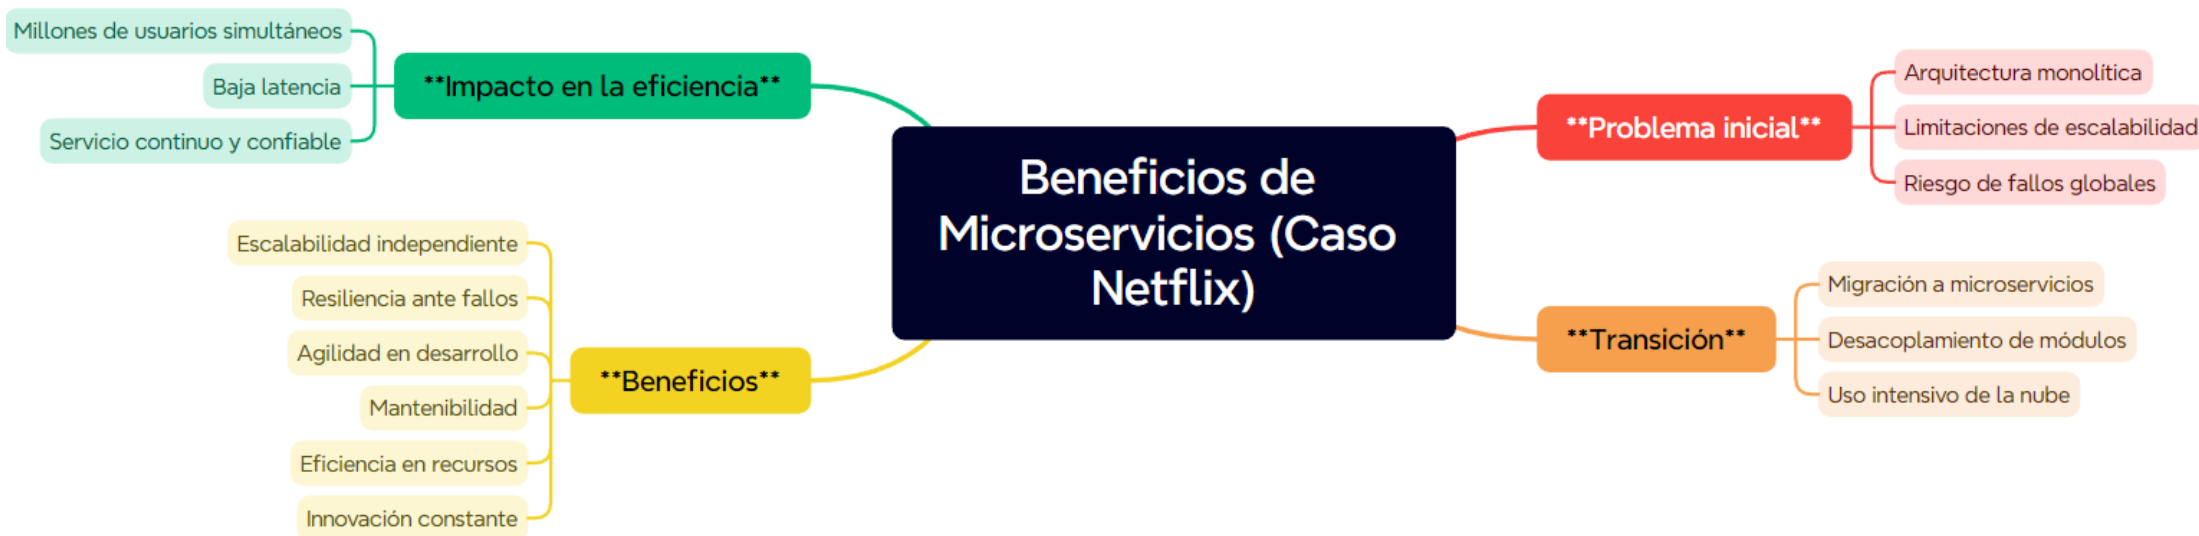 Millones de usuarios simultáneos
Baja latencia
Servicio continuo y confiable
**Impacto en la eficiencia**
Escalabilidad independiente
Resiliencia ante fallos
Agilidad en desarrollo
Mantenibilidad
Eficiencia en recursos
Innovación constante
**Beneficios**
Beneficios de
Microservicios (Caso
Netflix)
**Problema inicial**
Arquitectura monolítica
Limitaciones de escalabilidad
Riesgo de fallos globales
**Transición**
Migración a microservicios
Desacoplamiento de módulos
Uso intensivo de la nube